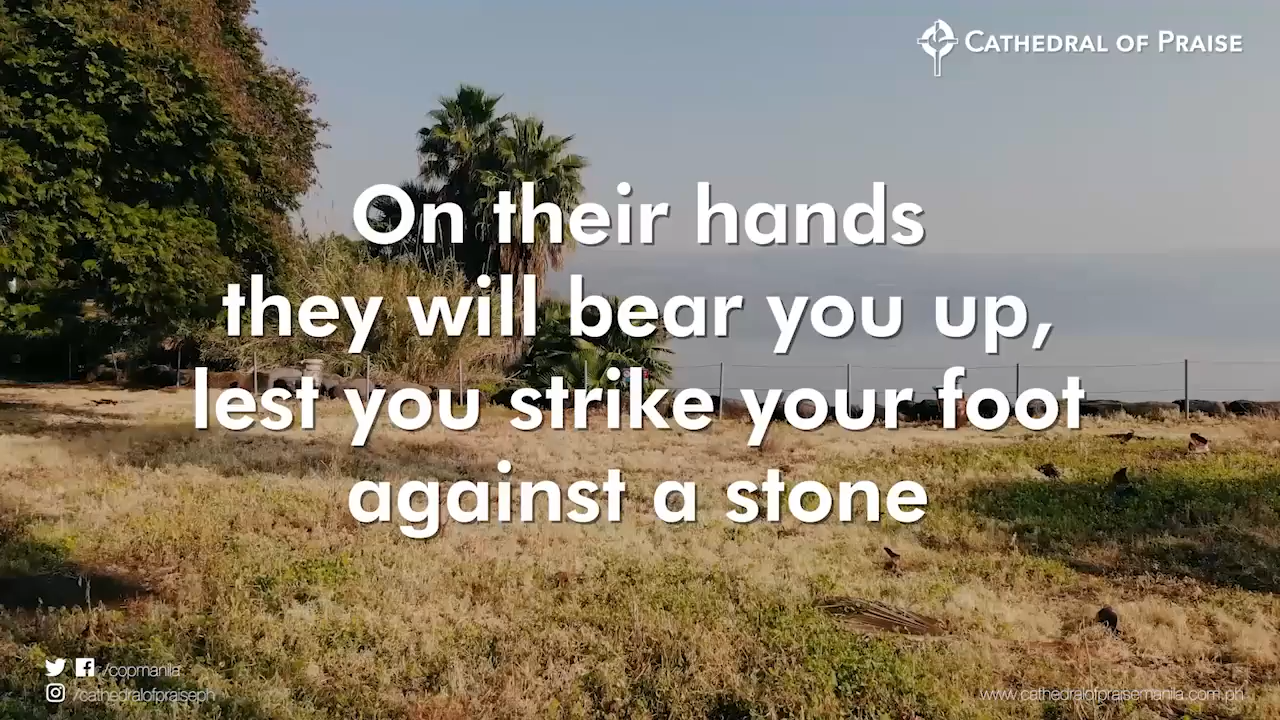 CATHEDRAL OF PRAISE
On their hands
they will bear you up,
lest you strike your foot
against a stone
/copmanila
/cathedralofpraiseph
www.cathedralofpraisemanila.com.ph